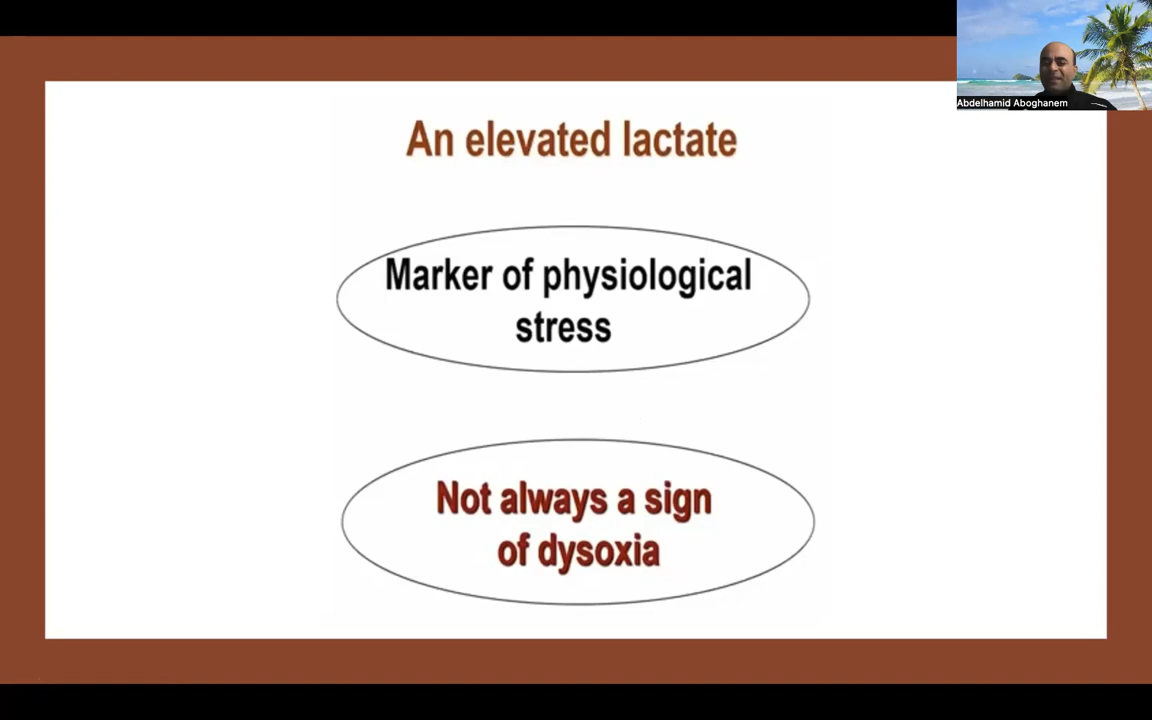 Abdelhamid Aboghanem
An elevated lactate
Marker of physiological
stress
Not always a sign
of dysoxia